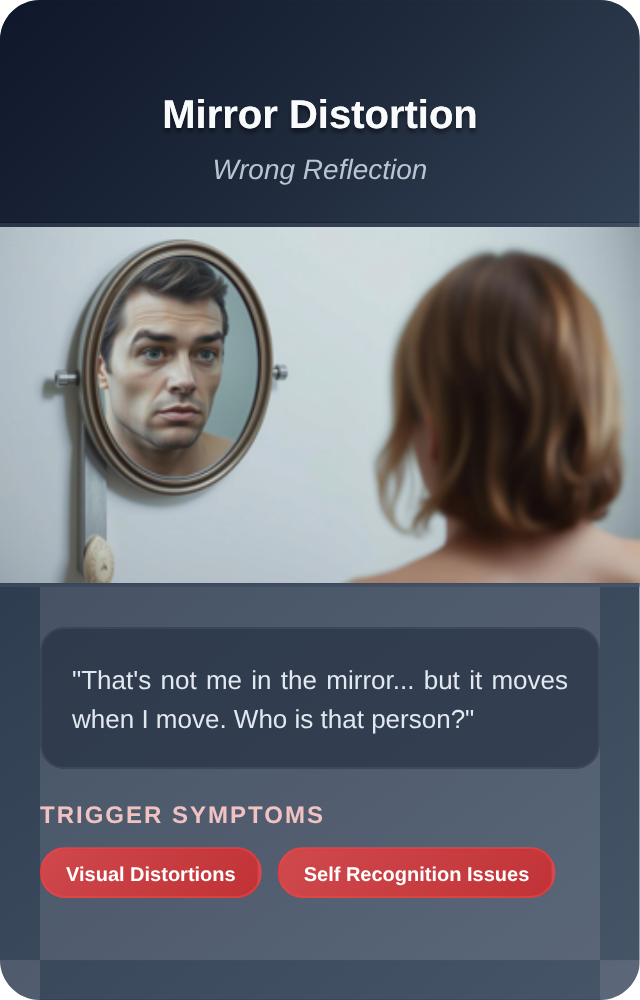 Mirror Distortion
Wrong Reflection
"That's not me in the mirror... but it moves
when I move. Who is that person?"
TRIGGER SYMPTOMS
Visual Distortions
Self Recognition Issues